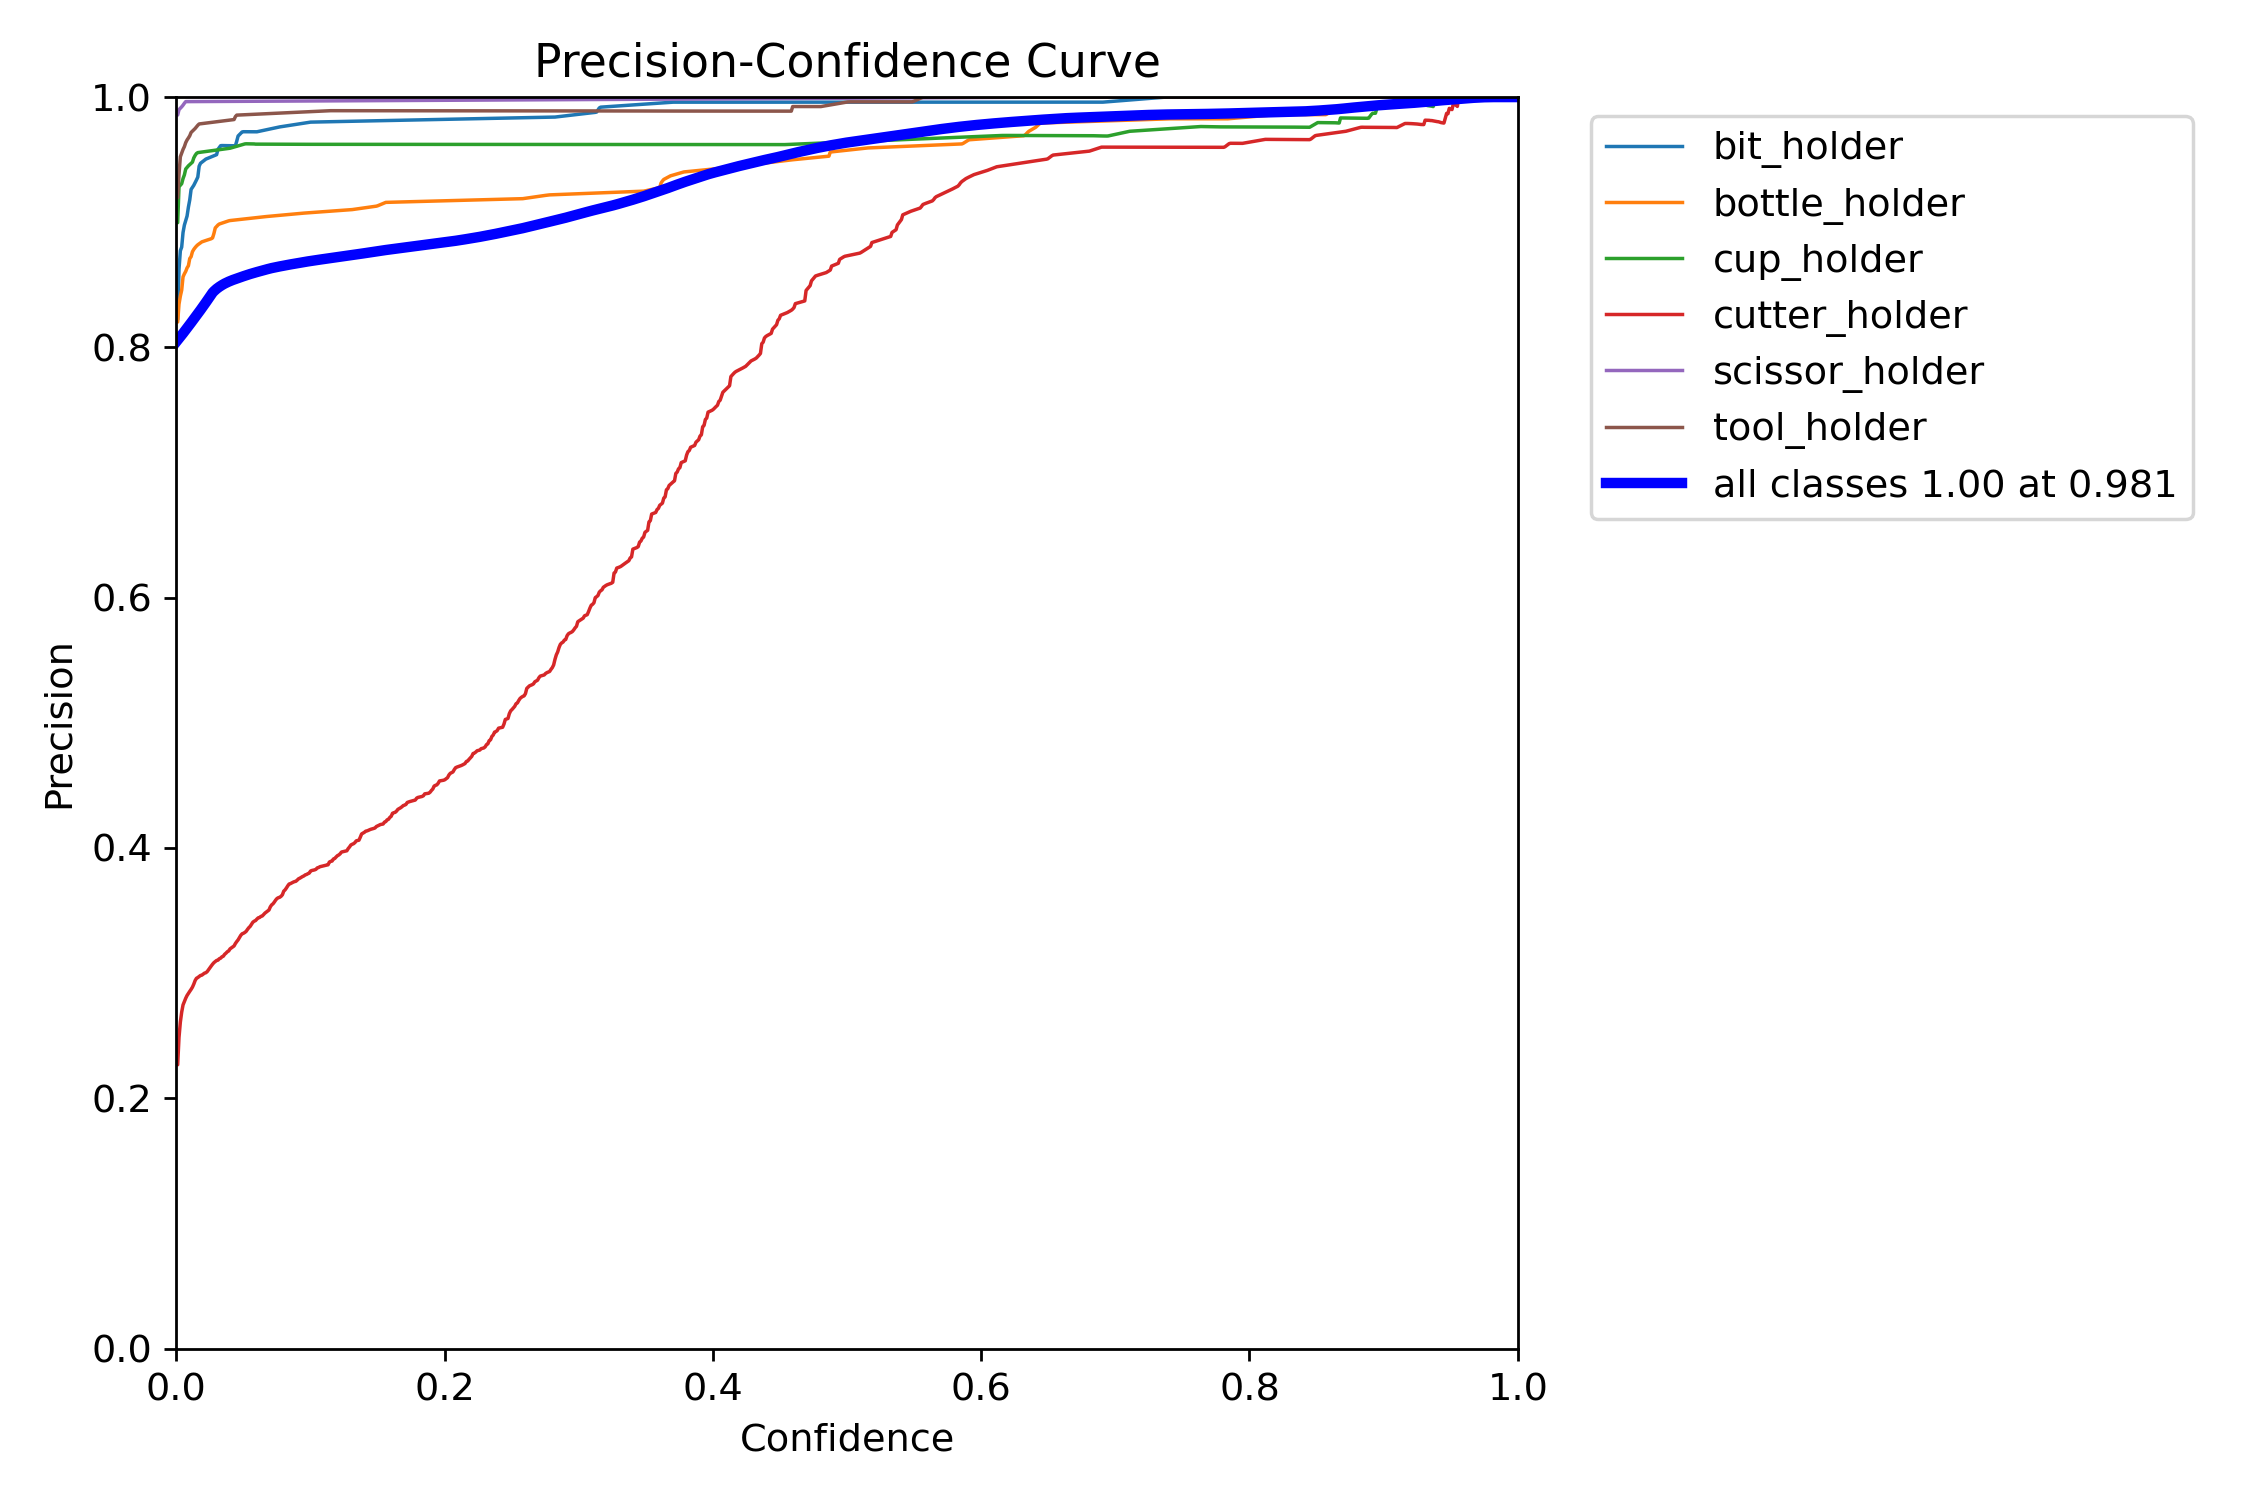 Precision-Confidence Curve
1.0
0.8
0.6
0.4
0.2
0.0
Precision
0.0 0.2 0.4 0.6 0.8 1.0
Confidence
bit_holder
bottle_holder
cup_holder
cutter_holder
scissor_holder
tool_holder
all classes 1.00 at 0.981